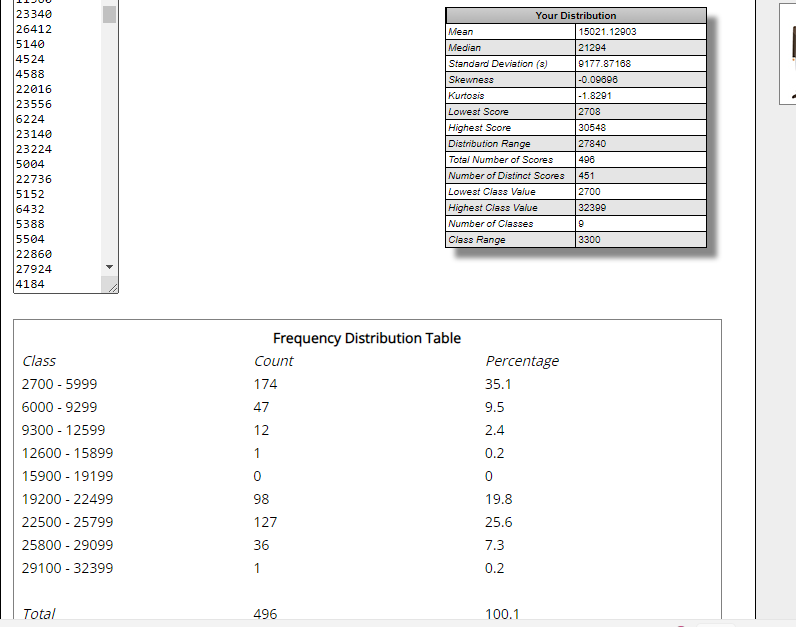 23340
26412
5140
4524
4588
22016
23556
6224
23140
23224
5004
22736
5152
6432
5388
5504
22860
27924
4184
Your Distribution
Mean 15021.12903
Median 21294
Standard Deviation (s) 9177.87168
Skewness -0.09696
Kurtosis -1.8291
Lowest Score 2708
Highest Score 30548
Distribution Range 27840
Total Number of Scores 496
Number of Distinct Scores 451
Lowest Class Value 2700
Highest Class Value 32399
Number of Classes 9
Class Range 3300
Frequency Distribution Table
Class Count Percentage
2700 - 5999 174 35.1
6000 - 9299 47 9.5
9300 - 12599 12 2.4
12600 - 15899 1 0.2
15900 - 19199 0 0
19200 - 22499 98 19.8
22500 - 25799 127 25.6
25800 - 29099 36 7.3
29100 - 32399 1 0.2
Total 496 100.1